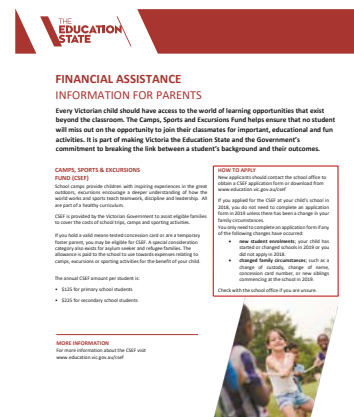 THE
EDUCATION
STATE
FINANCIAL ASSISTANCE
INFORMATION FOR PARENTS
Every Victorian child should have access to the world of learning opportunities that exist
beyond the classroom. The Camps, Sports and Excursions Fund helps ensure that no student
will miss out on the opportunity to join their classmates for important, educational and fun
activities. It is part of making Victoria the Education State and the Government's
commitment to breaking the link between a student's background and their outcomes.
CAMPS, SPORTS & EXCURSIONS
FUND (CSEF)
School camps provide children with inspiring experiences in the great
outdoors, excursions encourage a deeper understanding of how the
world works and sports teach teamwork, discipline and leadership. All
are part of a healthy curriculum.
CSEF is provided by the Victorian Government to assist eligible families
to cover the costs of school trips, camps and sporting activities.
If you hold a valid means-tested concession card or are a temporary
foster parent, you may be eligible for CSEF. A special consideration
category also exists for asylum seeker and refugee families. The
allowance is paid to the school to use towards expenses relating to
camps, excursions or sporting activities for the benefit of your child.
The annual CSEF amount per student is:
• $125 for primary school students
• $225 for secondary school students
MORE INFORMATION
For more information about the CSEF visit
www.education.vic.gov.au/csef
HOW TO APPLY
New applicants should contact the school office to
obtain a CSEF application form or download from
www.education.vic.gov.au/csef
If you applied for the CSEF at your child's school in
2018, you do not need to complete an application
form in 2019 unless there has been a change in your
family circumstances.
You only need to complete an application form if any
of the following changes have occurred:
• new student enrolments; your child has
started or changed schools in 2019 or you
did not apply in 2018.
• changed family circumstances; such as a
change of custody, change of name,
concession card number, or new siblings
commencing at the school in 2019.
Check with the school office if you are unsure.